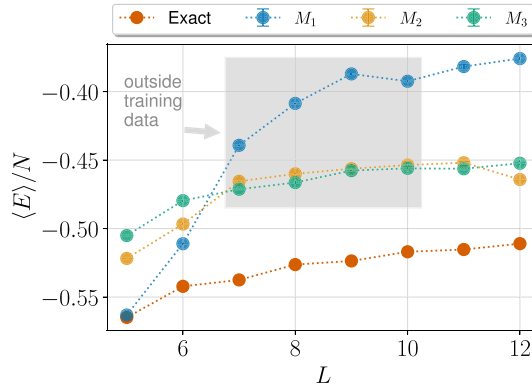 Exact M₁ M₂ M₃
outside
training
data
−0.40
−0.45
−0.50
−0.55
⟨E⟩/N
6 8 10 12
L